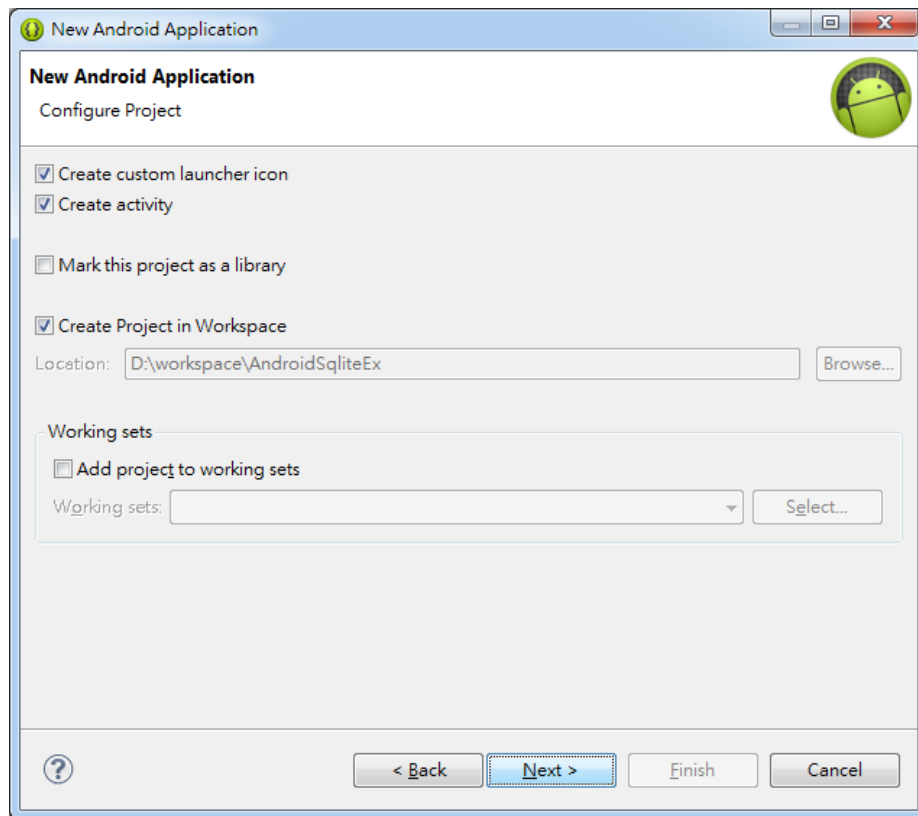 New Android Application
New Android Application
Configure Project
Create custom launcher icon
Create activity
Mark this project as a library
Create Project in Workspace
Location: D:\workspace\AndroidSqliteEx Browse...
Working sets
Add project to working sets
Working sets: Select...
? < Back Next > Finish Cancel